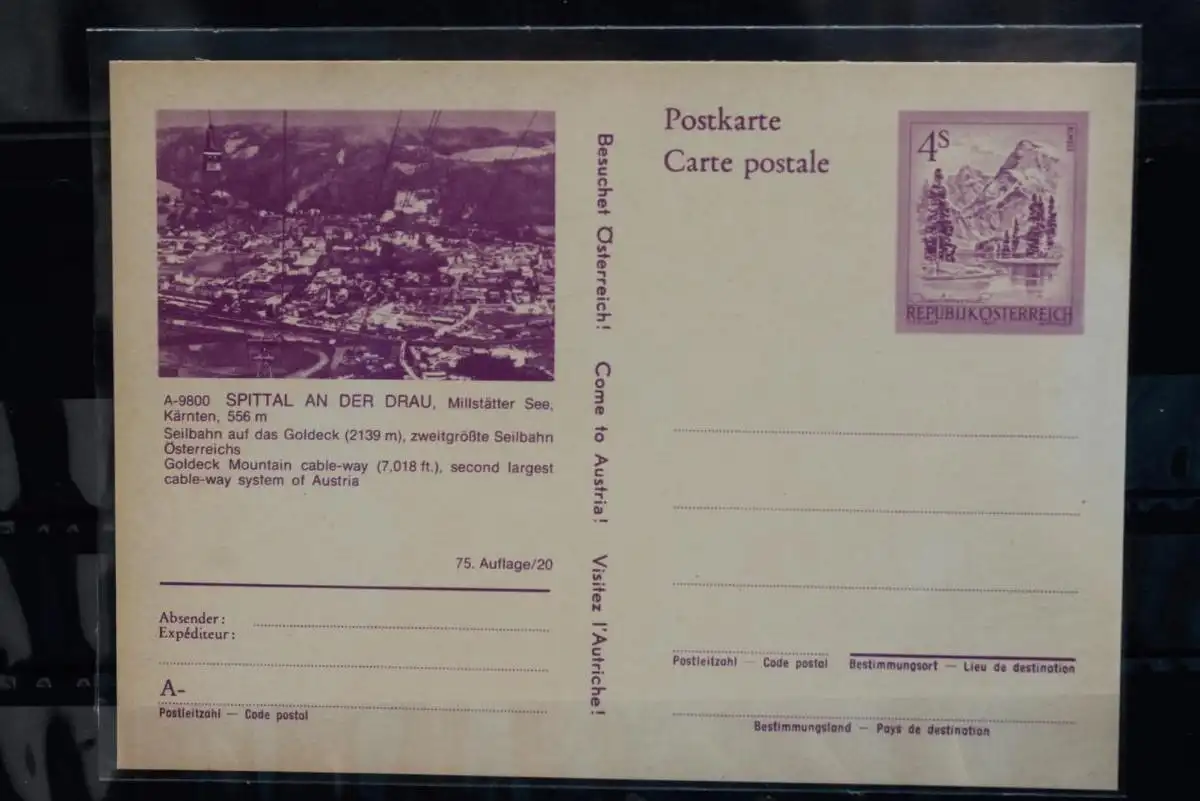 A-9800 SPITTAL AN DER DRAU, Millstätter See,
Kärnten, 556 m
Seilbahn auf das Goldeck (2139 m), zweitgrößte Seilbahn
Österreichs
Goldeck Mountain cable-way (7,018 ft.), second largest
cable-way system of Austria
75. Auflage/20
Absender:
Expéditeur:
A-
Postleitzahl — Code postal
Besuchet Österreich! Come to Austria! Visitez l'Autriche!
Postkarte
Carte postale
4S
ALMSEE
REPUBLIK ÖSTERREICH
Postleitzahl — Code postal
Bestimmungsort — Lieu de destination
Bestimmungsland — Pays de destination